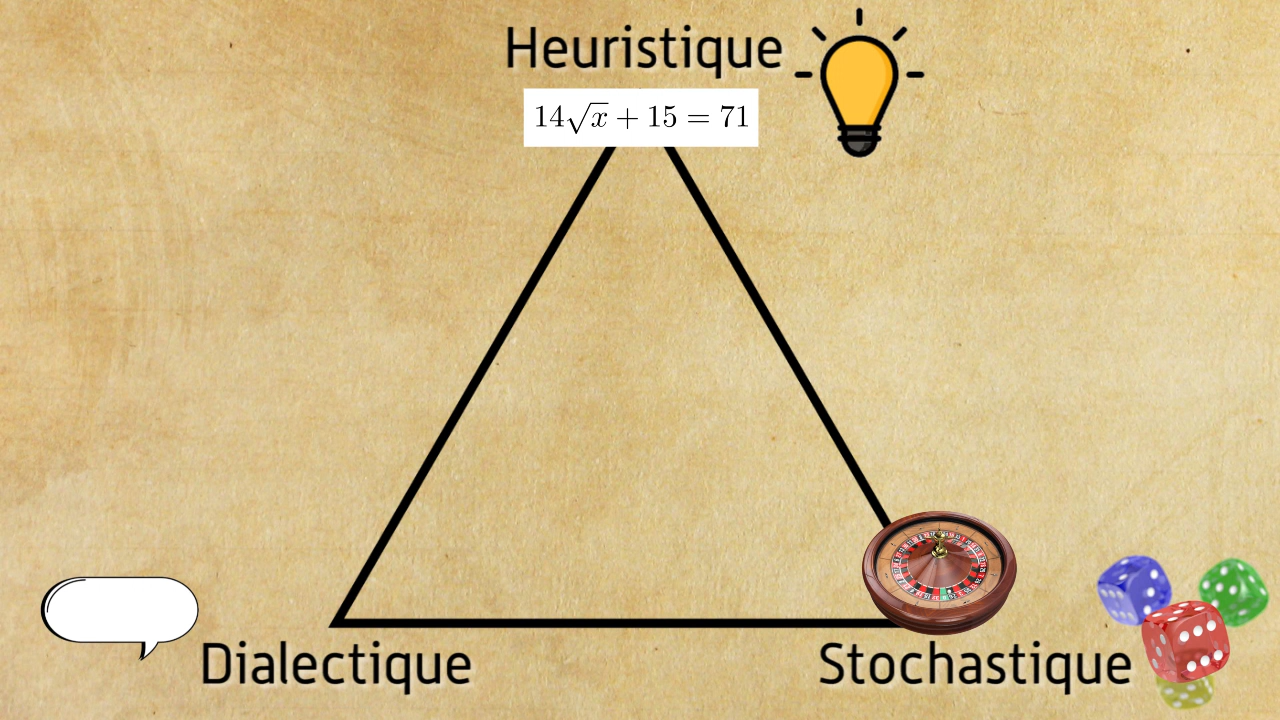 Heuristique
14√x + 15 = 71
Dialectique
Stochastique